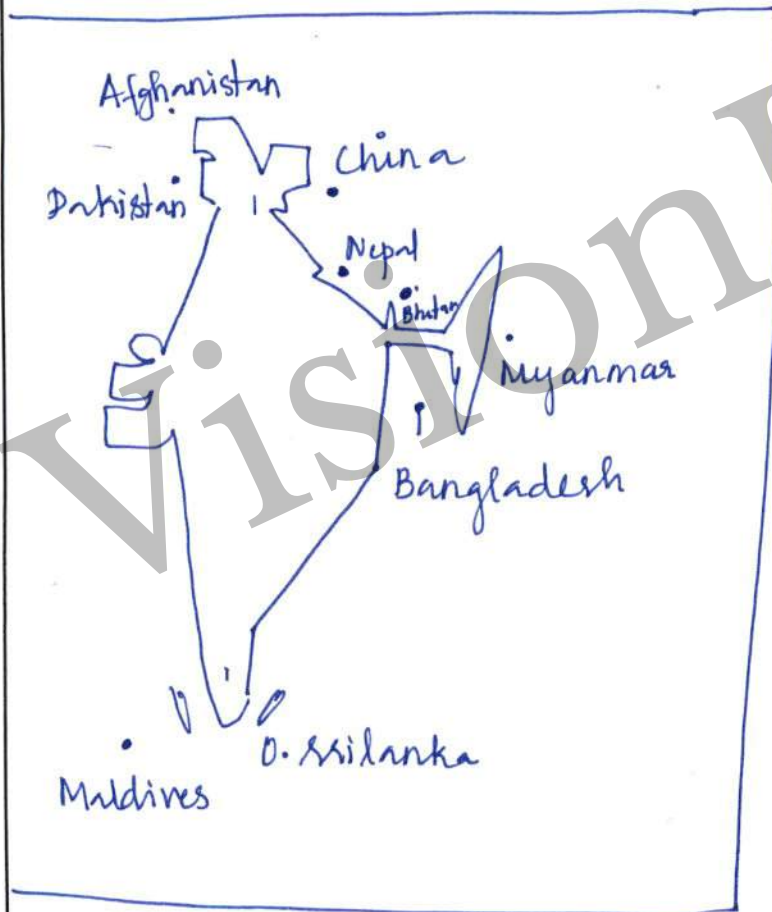 Afghanistan
China
Pakistan
Nepal
Bhutan
Myanmar
Bangladesh
O. Srilanka
Maldives
Vision